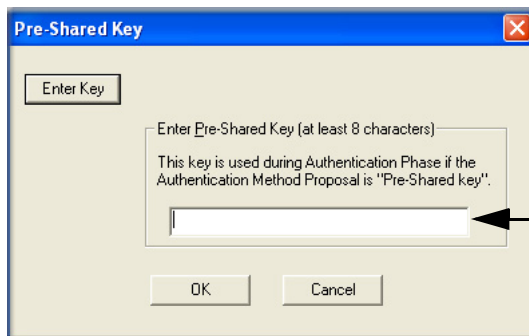 Pre-Shared Key
Enter Key
Enter Pre-Shared Key (at least 8 characters)
This key is used during Authentication Phase if the
Authentication Method Proposal is "Pre-Shared key".
OK Cancel